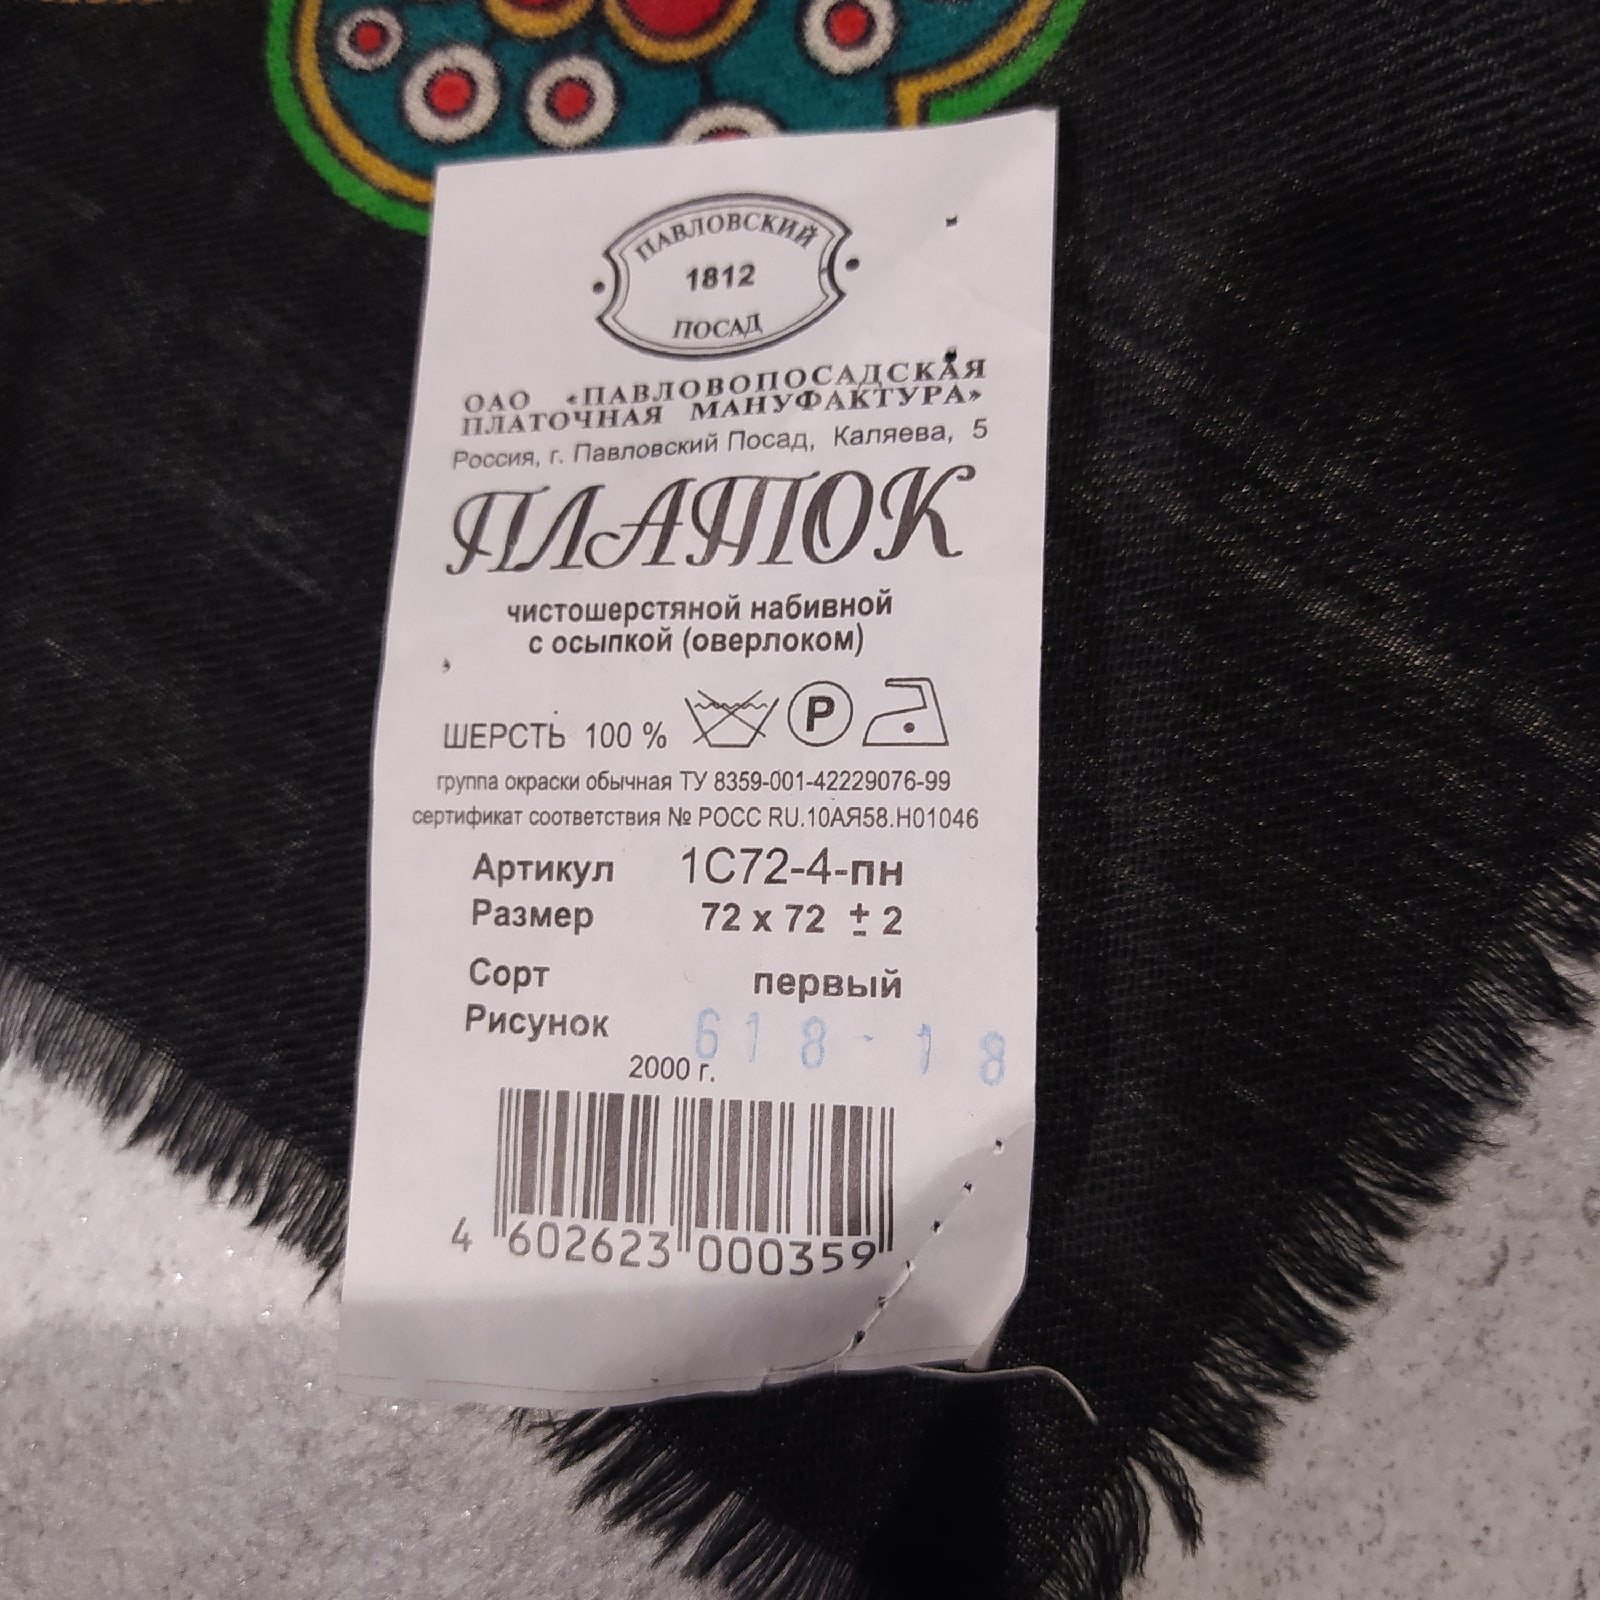 ПАВЛОВСКИЙ
1812
ПОСАД
ОАО «ПАВЛОВОПОСАДСКАЯ
ПЛАТОЧНАЯ МАНУФАКТУРА»
Россия, г. Павловский Посад, Каляева, 5
ПЛАТОК
чистошерстяной набивной
с осыпкой (оверлоком)
P
ШЕРСТЬ 100 %
группа окраски обычная ТУ 8359-001-42229076-99
сертификат соответствия № РОСС RU.10АЯ58.Н01046
Артикул 1С72-4-пн
Размер 72 х 72 ± 2
Сорт первый
Рисунок 618-18
2000 г.
4 602623 000359